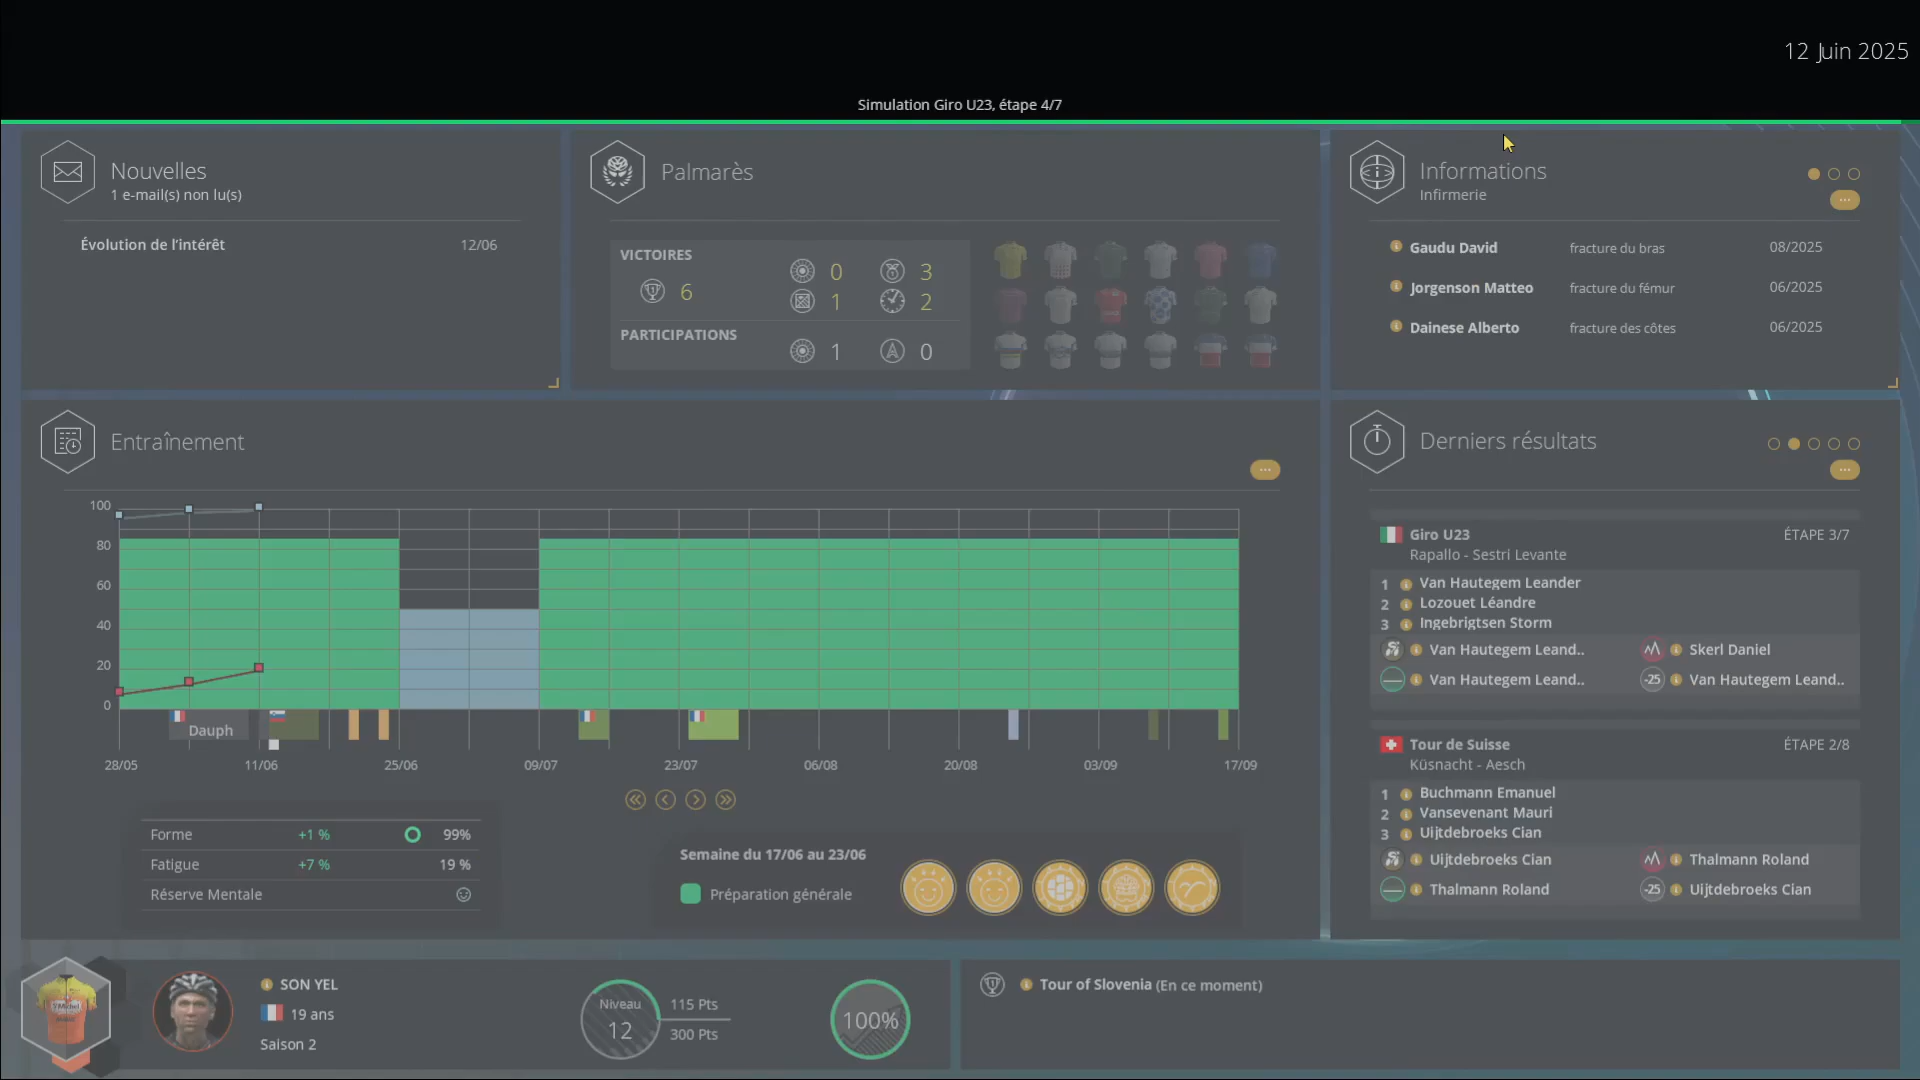 12 Juin 2025
Simulation Giro U23, étape 4/7
Nouvelles
1 e-mail(s) non lu(s)
Évolution de l'intérêt 12/06
Palmarès
VICTOIRES
6
0 3
1 2
PARTICIPATIONS
1 0
Informations
Infirmerie
Gaudu David fracture du bras 08/2025
Jorgenson Matteo fracture du fémur 06/2025
Dainese Alberto fracture des côtes 06/2025
Entraînement
100
80
60
40
20
0
Dauph
28/05 11/06 25/06 09/07 23/07 06/08 20/08 03/09 17/09
Forme +1 % 99%
Fatigue +7 % 19 %
Réserve Mentale
Semaine du 17/06 au 23/06
Préparation générale
Derniers résultats
Giro U23 ÉTAPE 3/7
Rapallo - Sestri Levante
1 Van Hautegem Leander
2 Lozouet Léandre
3 Ingebrigtsen Storm
Van Hautegem Leand.. Skerl Daniel
Van Hautegem Leand.. -25 Van Hautegem Leand..
Tour de Suisse ÉTAPE 2/8
Küsnacht - Aesch
1 Buchmann Emanuel
2 Vansevenant Mauri
3 Uijtdebroeks Cian
Uijtdebroeks Cian Thalmann Roland
Thalmann Roland -25 Uijtdebroeks Cian
SON YEL
19 ans
Saison 2
Niveau
12
115 Pts
300 Pts
100%
Tour of Slovenia (En ce moment)